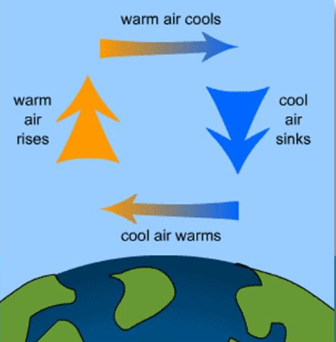 warm air cools
warm
air
rises
cool
air
sinks
cool air warms